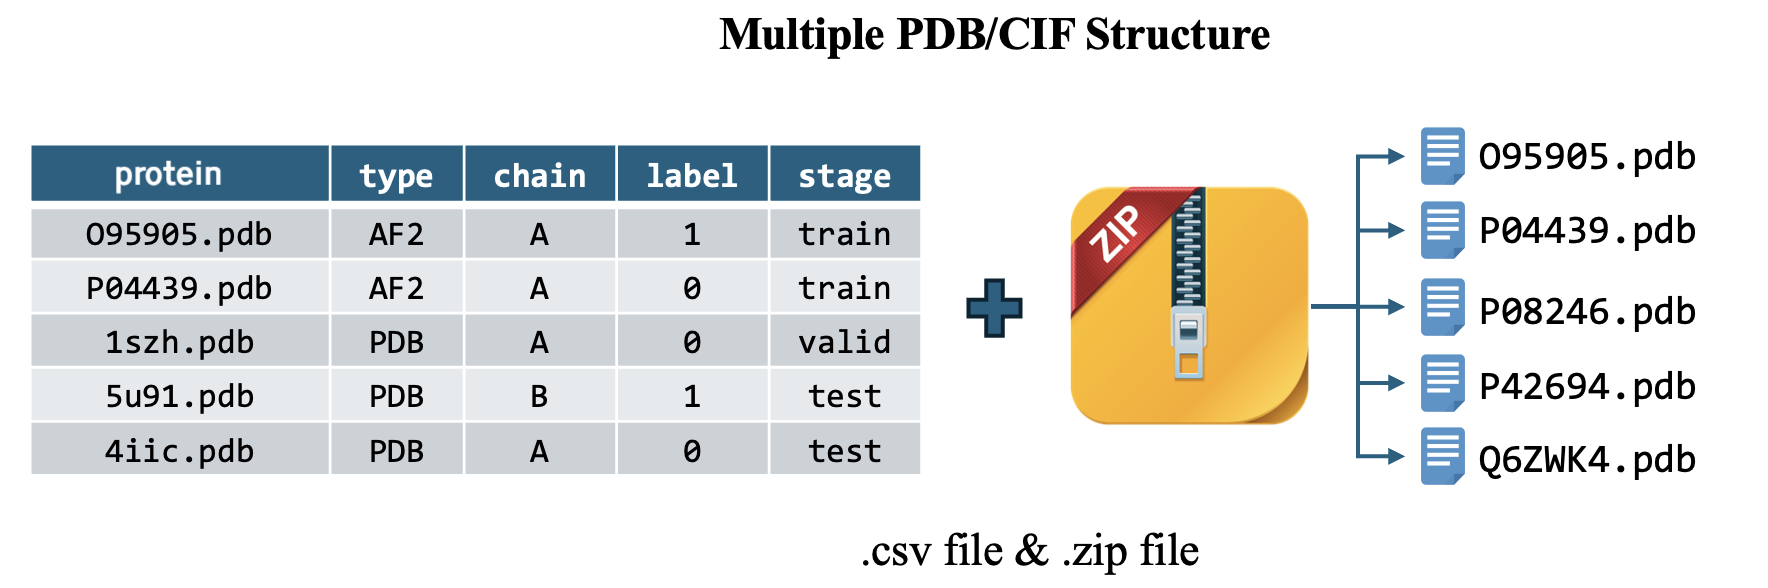 Multiple PDB/CIF Structure
protein type chain label stage
O95905.pdb AF2 A 1 train
P04439.pdb AF2 A 0 train
1szh.pdb PDB A 0 valid
5u91.pdb PDB B 1 test
4iic.pdb PDB A 0 test
ZIP
O95905.pdb
P04439.pdb
P08246.pdb
P42694.pdb
Q6ZWK4.pdb
.csv file & .zip file